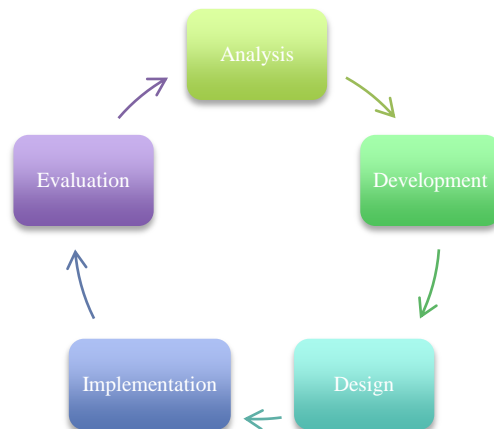 Analysis
Development
Design
Implementation
Evaluation